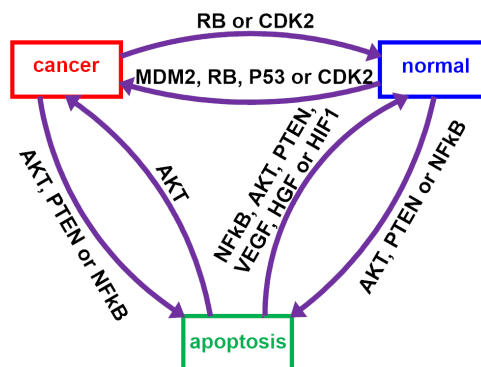 RB or CDK2
cancer
normal
MDM2, RB, P53 or CDK2
AKT, PTEN or NFkB
AKT
NFkB, AKT, PTEN,
VEGF, HGF or HIF1
AKT, PTEN or NFkB
apoptosis